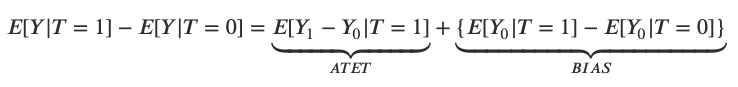 E[Y|T = 1] − E[Y|T = 0] = E[Y₁ − Y₀|T = 1] + {E[Y₀|T = 1] − E[Y₀|T = 0]}
ATET BIAS